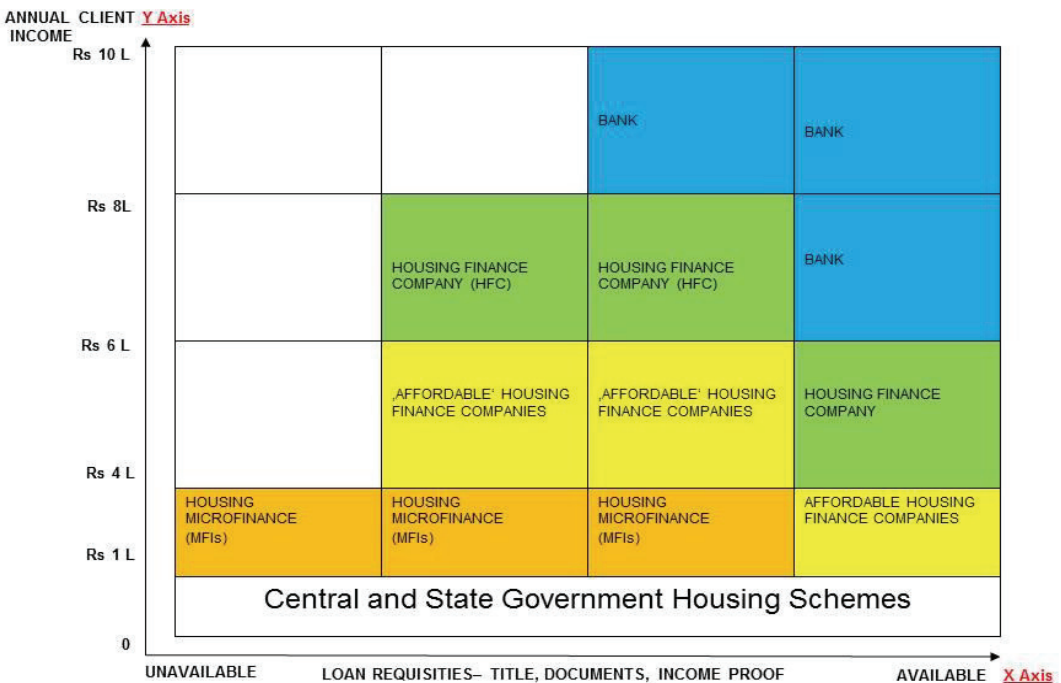 ANNUAL CLIENT Y Axis
INCOME
Rs 10 L
BANK
BANK
Rs 8L
HOUSING FINANCE
COMPANY (HFC)
HOUSING FINANCE
COMPANY (HFC)
BANK
Rs 6 L
‚AFFORDABLE‘ HOUSING
FINANCE COMPANIES
‚AFFORDABLE‘ HOUSING
FINANCE COMPANIES
HOUSING FINANCE
COMPANY
Rs 4 L
HOUSING
MICROFINANCE
(MFIs)
HOUSING
MICROFINANCE
(MFIs)
HOUSING
MICROFINANCE
(MFIs)
AFFORDABLE HOUSING
FINANCE COMPANIES
Rs 1 L
Central and State Government Housing Schemes
0
UNAVAILABLE LOAN REQUISITIES– TITLE, DOCUMENTS, INCOME PROOF AVAILABLE X Axis